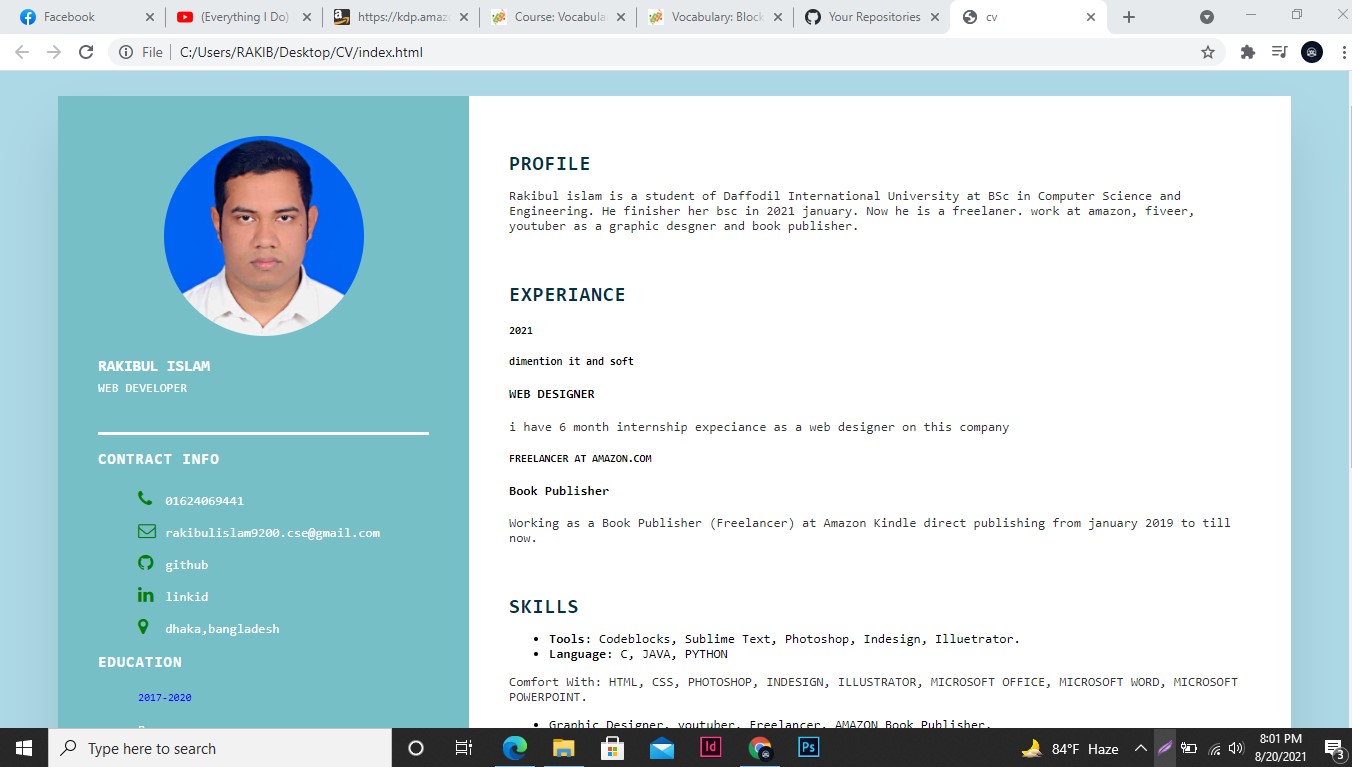 Facebook
(Everything I Do)
https://kdp.amaz
Course: Vocabula
Vocabulary: Block
Your Repositories
cv
File
C:/Users/RAKIB/Desktop/CV/index.html
RAKIBUL ISLAM
WEB DEVELOPER
CONTRACT INFO
01624069441
rakibulislam9200.cse@gmail.com
github
linkid
dhaka,bangladesh
EDUCATION
2017-2020
PROFILE
Rakibul islam is a student of Daffodil International University at BSc in Computer Science and
Engineering. He finisher her bsc in 2021 january. Now he is a freelaner. work at amazon, fiveer,
youtuber as a graphic desgner and book publisher.
EXPERIANCE
2021
dimention it and soft
WEB DESIGNER
i have 6 month internship expeciance as a web designer on this company
FREELANCER AT AMAZON.COM
Book Publisher
Working as a Book Publisher (Freelancer) at Amazon Kindle direct publishing from january 2019 to till
now.
SKILLS
• Tools: Codeblocks, Sublime Text, Photoshop, Indesign, Illuetrator.
• Language: C, JAVA, PYTHON
Comfort With: HTML, CSS, PHOTOSHOP, INDESIGN, ILLUSTRATOR, MICROSOFT OFFICE, MICROSOFT WORD, MICROSOFT
POWERPOINT.
• Graphic Designer, youtuber, Freelancer, AMAZON Book Publisher.
Type here to search
Id
Ps
84°F Haze
8:01 PM
8/20/2021
3